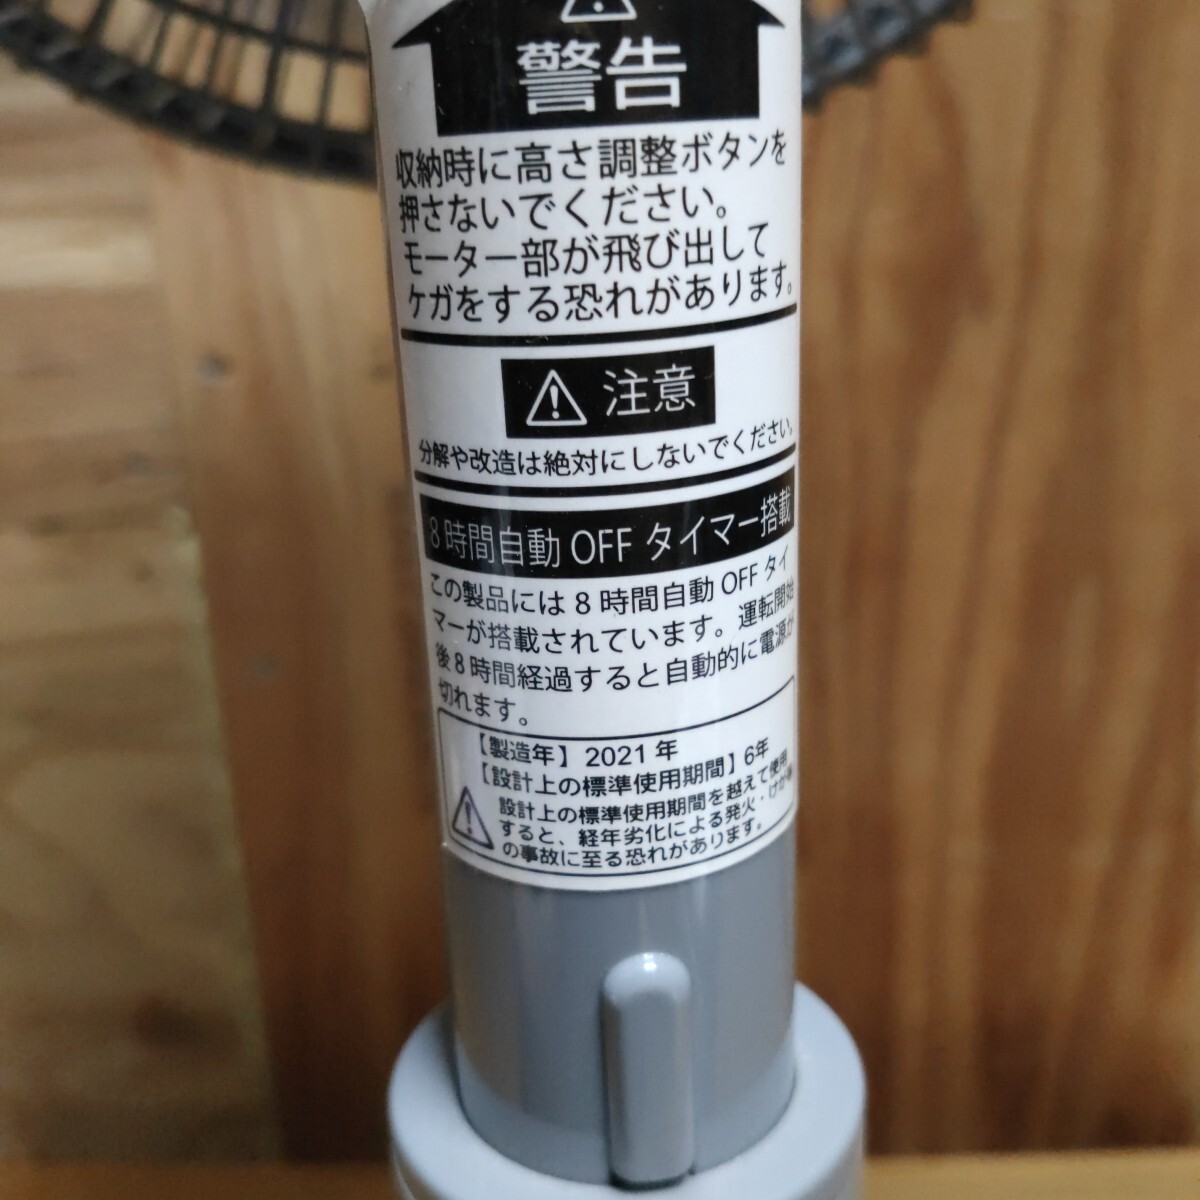 警告
収納時に高さ調整ボタンを
押さないでください。
モーター部が飛び出して
ケガをする恐れがあります。
注意
分解や改造は絶対にしないでください。
8時間自動OFFタイマー搭載
この製品には8時間自動OFFタイ
マーが搭載されています。運転開始
後8時間経過すると自動的に電源が
切れます。
【製造年】2021年
【設計上の標準使用期間】6年
設計上の標準使用期間を越えて使用
すると、経年劣化による発火・けが等
の事故に至る恐れがあります。